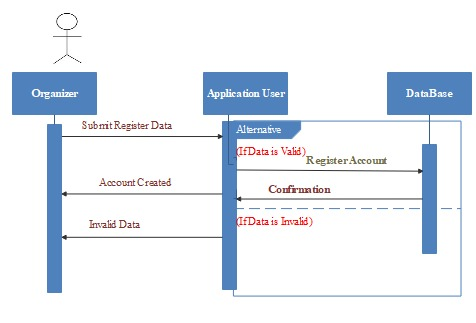 Organizer
Application User
DataBase
Submit Register Data
Alternative
(If Data is Valid)
Register Account
Account Created
Confirmation
Invalid Data
(If Data is Invalid)